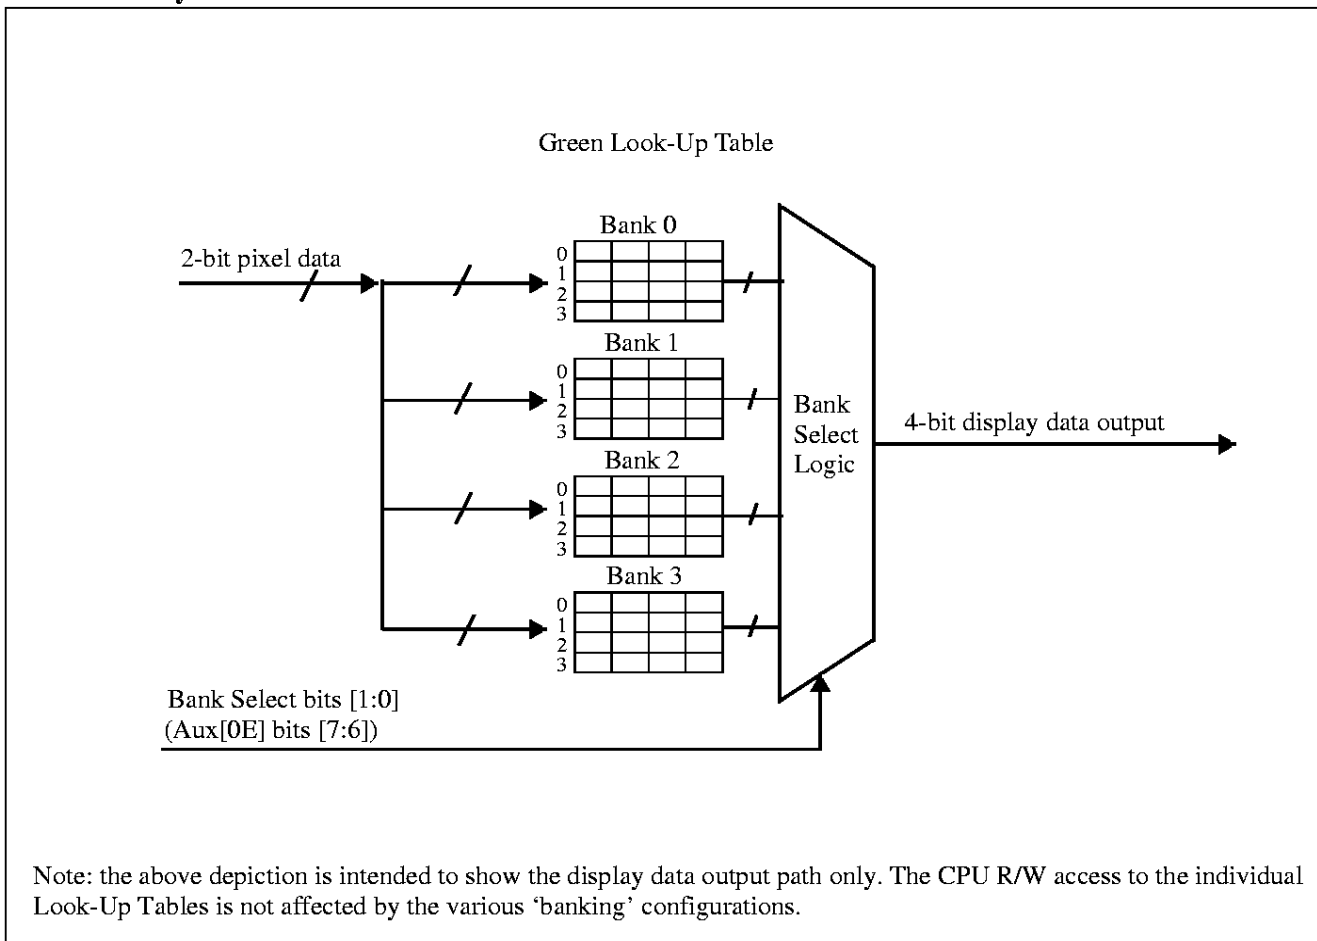 Green Look-Up Table
2-bit pixel data
Bank 0
0
1
2
3
Bank 1
0
1
2
3
Bank 2
0
1
2
3
Bank 3
0
1
2
3
Bank
Select
Logic
4-bit display data output
Bank Select bits [1:0]
(Aux[0E] bits [7:6])
Note: the above depiction is intended to show the display data output path only. The CPU R/W access to the individual
Look-Up Tables is not affected by the various ‘banking’ configurations.